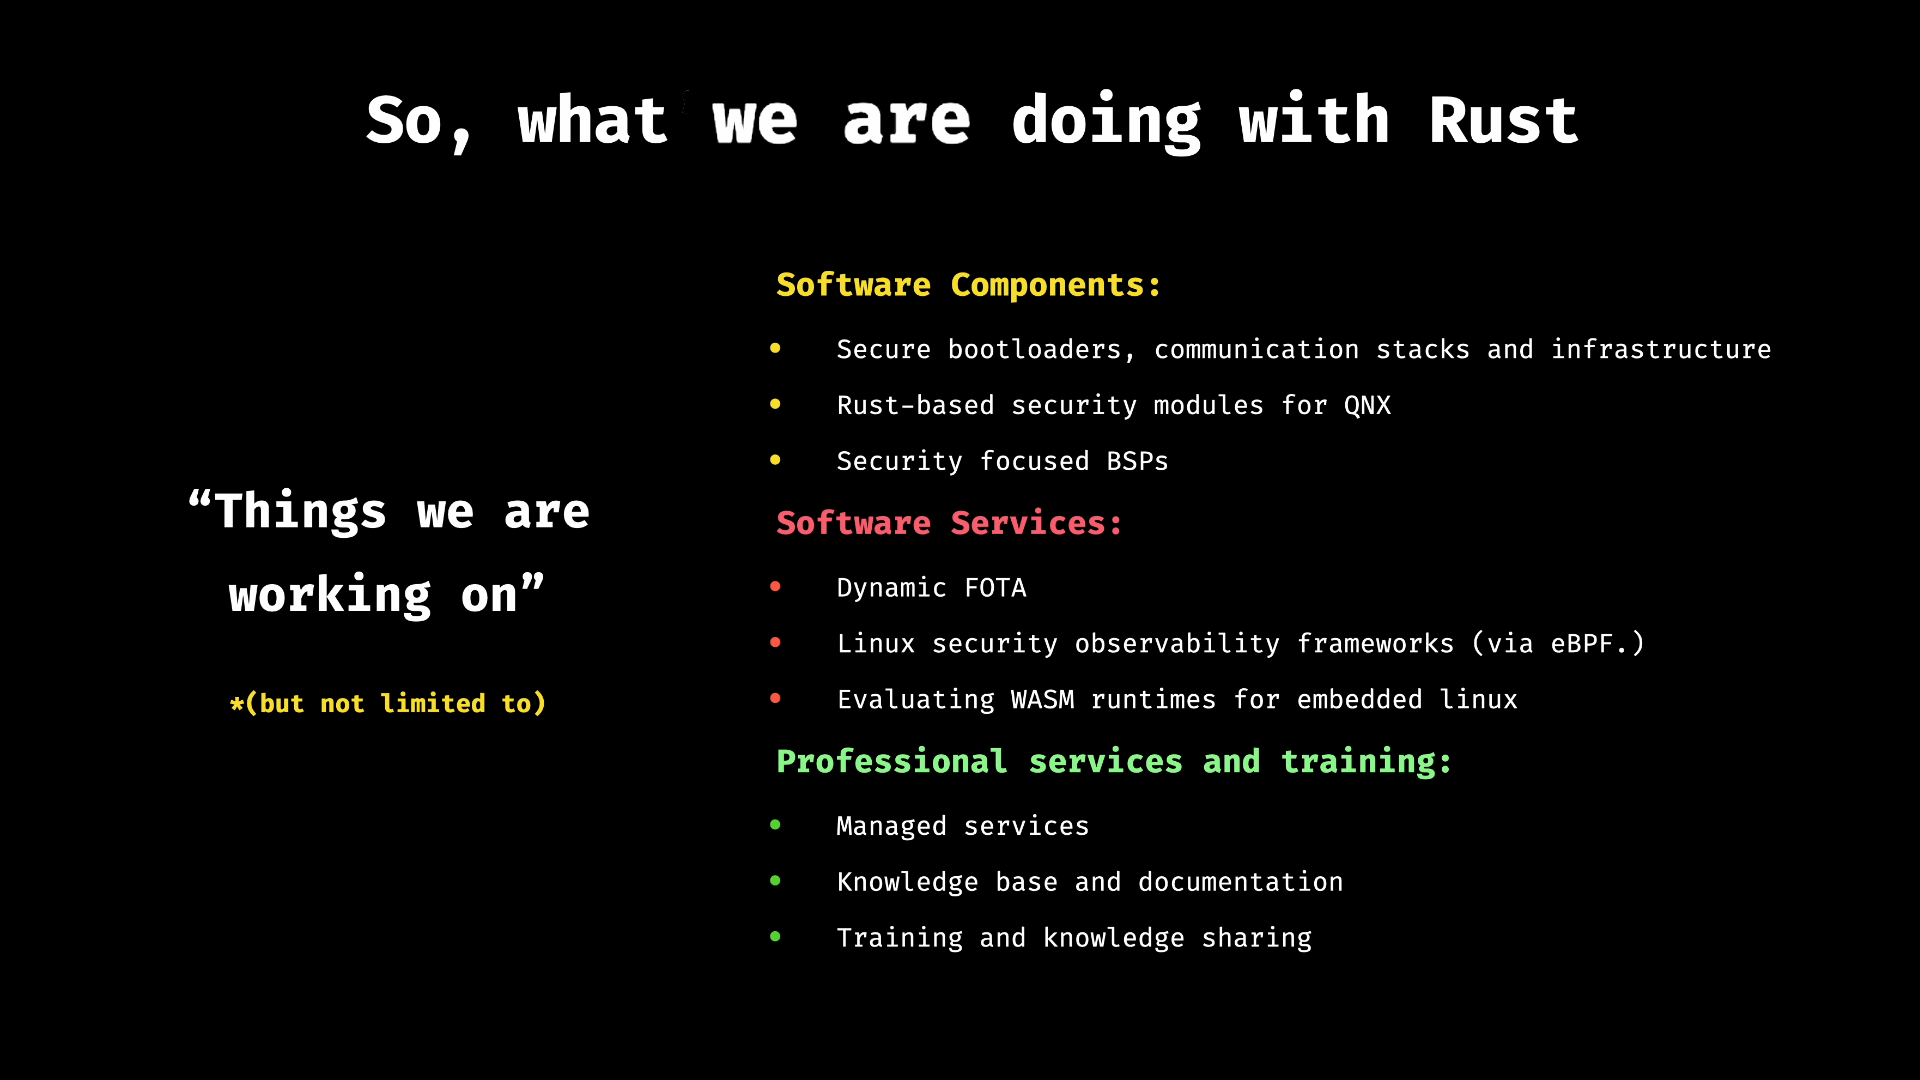 So, what we are doing with Rust
“Things we are
working on”
*(but not limited to)
Software Components:
• Secure bootloaders, communication stacks and infrastructure
• Rust-based security modules for QNX
• Security focused BSPs
Software Services:
• Dynamic FOTA
• Linux security observability frameworks (via eBPF.)
• Evaluating WASM runtimes for embedded linux
Professional services and training:
• Managed services
• Knowledge base and documentation
• Training and knowledge sharing